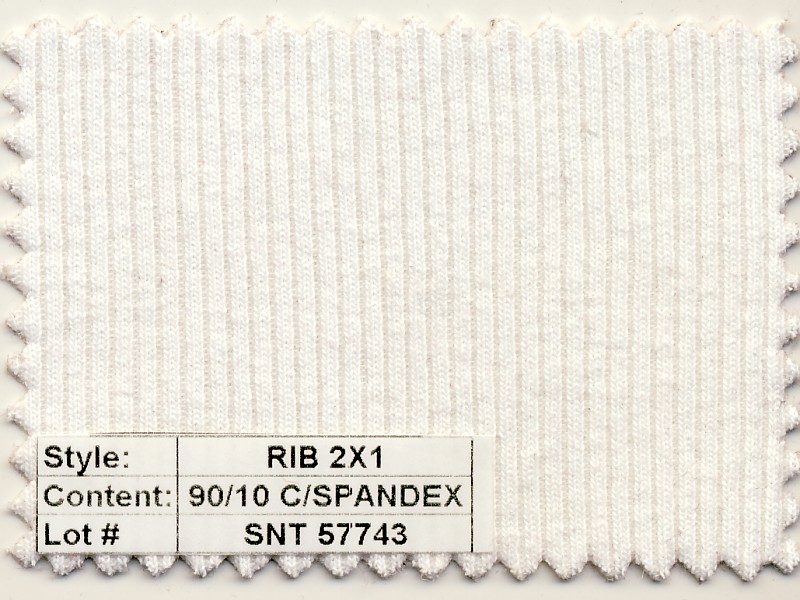 Style: RIB 2X1
Content: 90/10 C/SPANDEX
Lot # SNT 57743